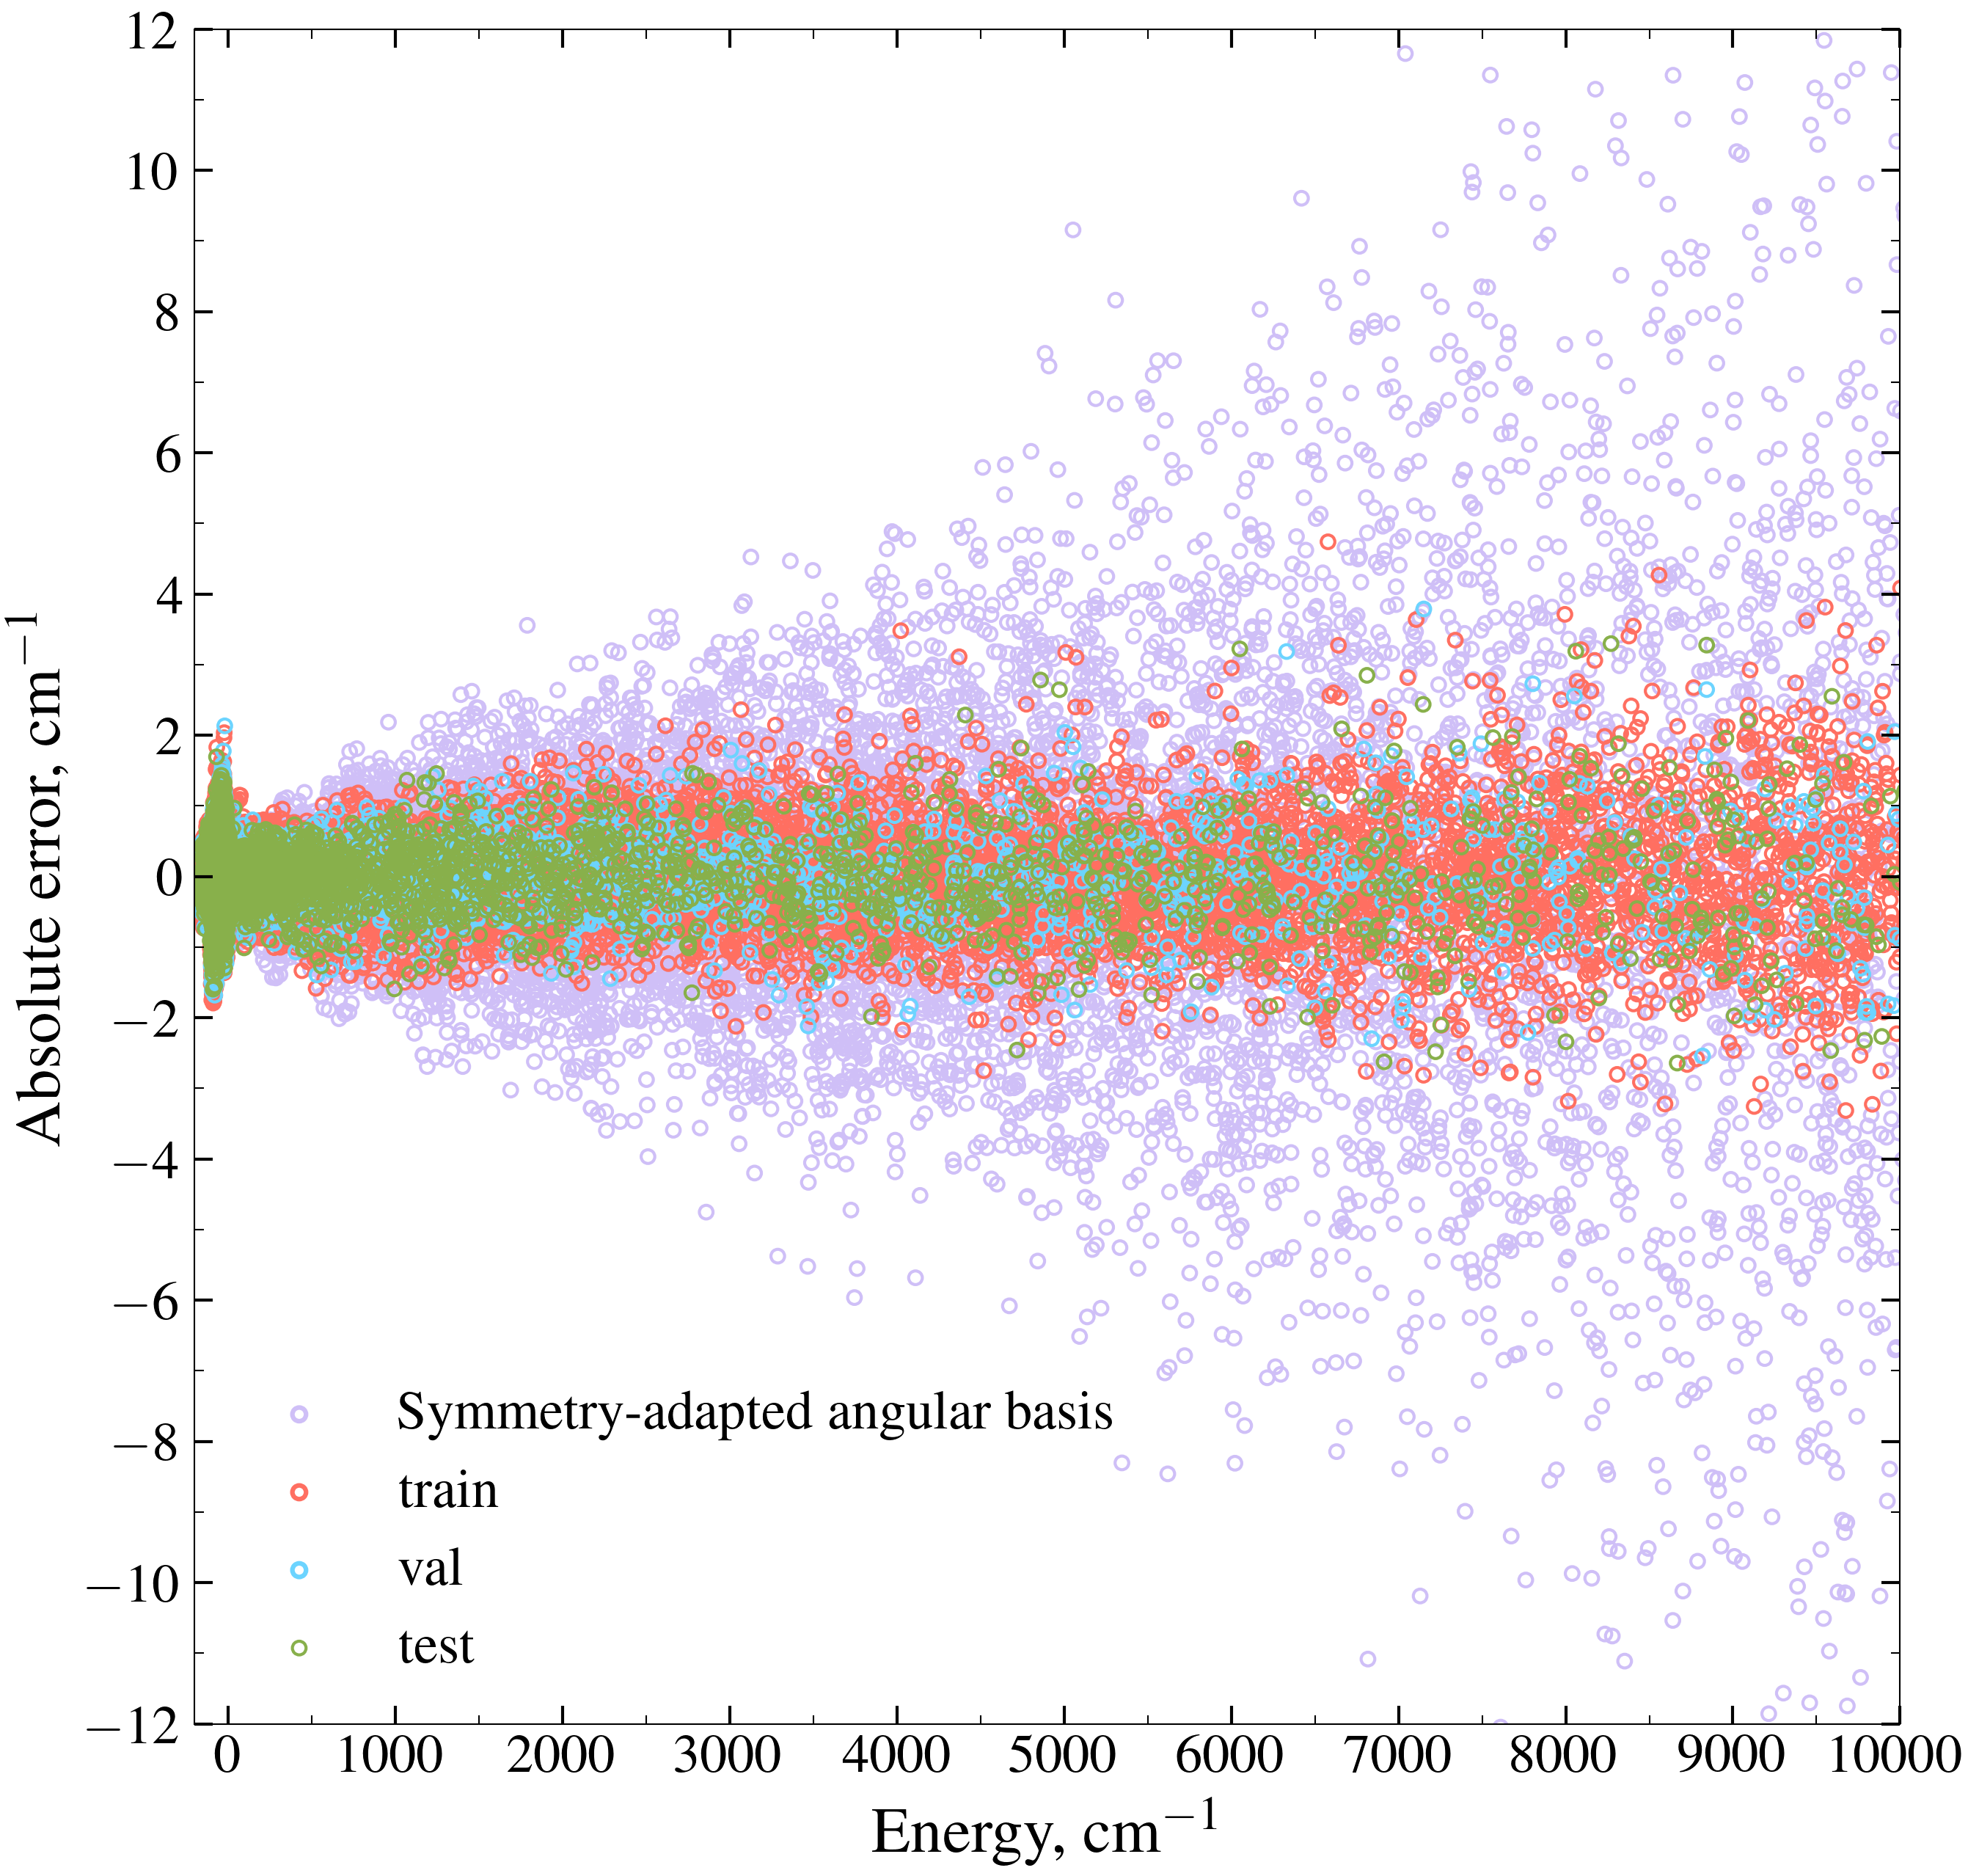 12
10
8
6
4
2
0
−2
−4
−6
−8
−10
−12
Absolute error, cm⁻¹
Symmetry-adapted angular basis
train
val
test
0 1000 2000 3000 4000 5000 6000 7000 8000 9000 10000
Energy, cm⁻¹